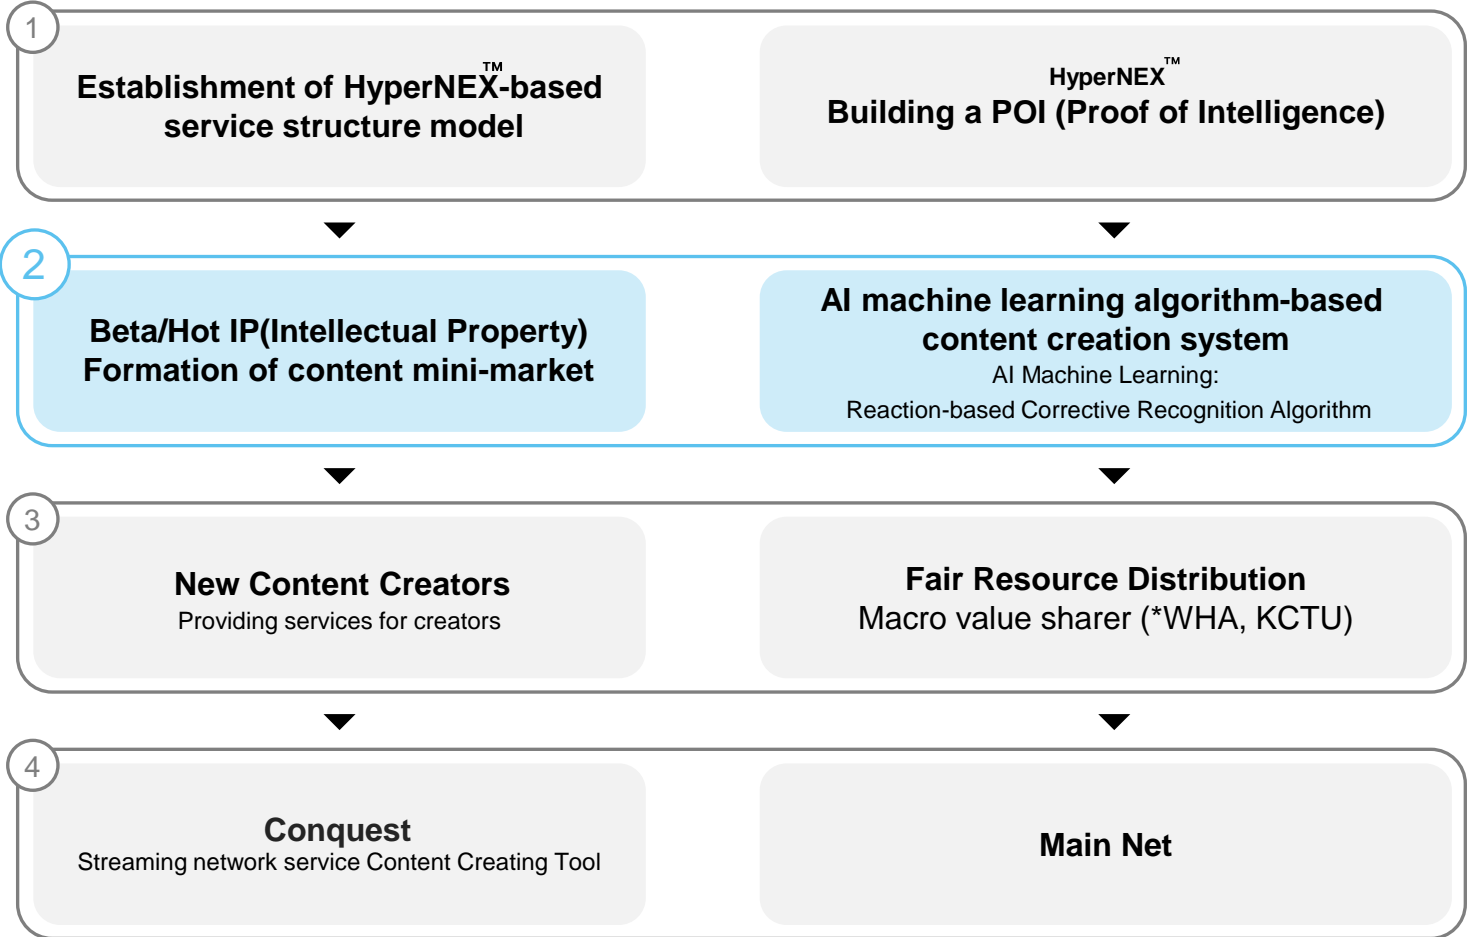 1
Establishment of HyperNEX™-based
service structure model
HyperNEX™
Building a POI (Proof of Intelligence)
2
Beta/Hot IP(Intellectual Property)
Formation of content mini-market
AI machine learning algorithm-based
content creation system
AI Machine Learning:
Reaction-based Corrective Recognition Algorithm
3
New Content Creators
Providing services for creators
Fair Resource Distribution
Macro value sharer (*WHA, KCTU)
4
Conquest
Streaming network service Content Creating Tool
Main Net